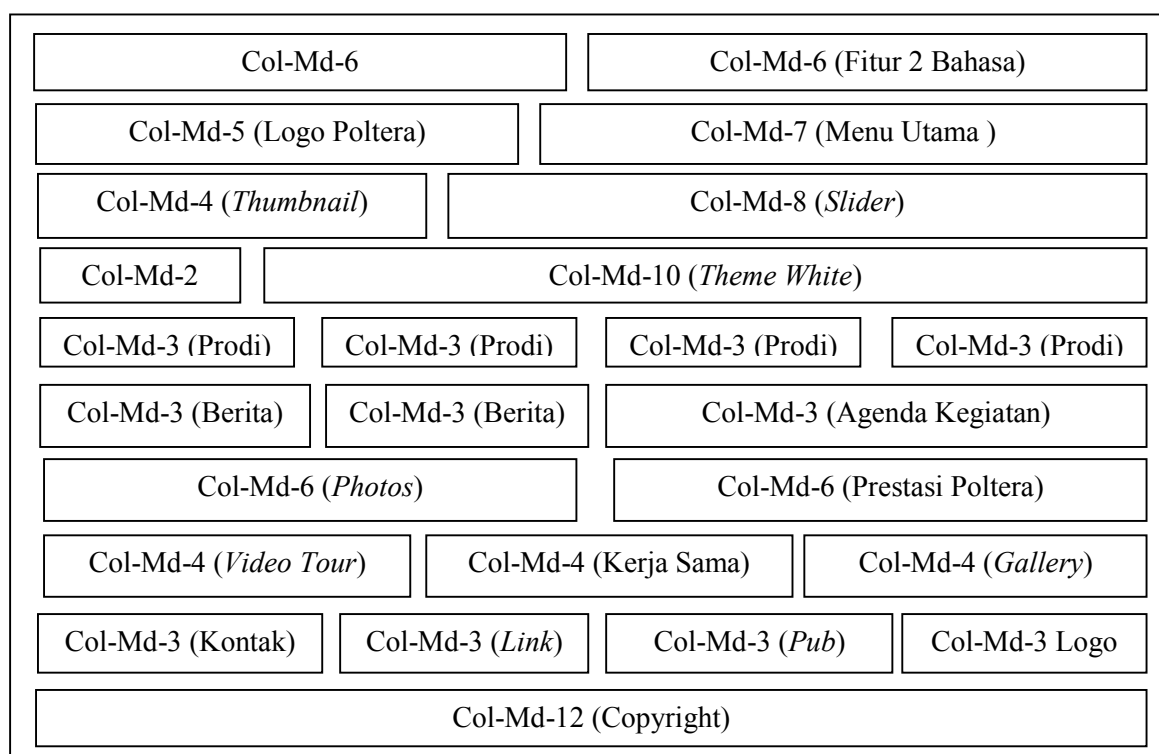 Col-Md-6 Col-Md-6 (Fitur 2 Bahasa)
Col-Md-5 (Logo Poltera) Col-Md-7 (Menu Utama )
Col-Md-4 (Thumbnail) Col-Md-8 (Slider)
Col-Md-2 Col-Md-10 (Theme White)
Col-Md-3 (Prodi) Col-Md-3 (Prodi) Col-Md-3 (Prodi) Col-Md-3 (Prodi)
Col-Md-3 (Berita) Col-Md-3 (Berita) Col-Md-3 (Agenda Kegiatan)
Col-Md-6 (Photos) Col-Md-6 (Prestasi Poltera)
Col-Md-4 (Video Tour) Col-Md-4 (Kerja Sama) Col-Md-4 (Gallery)
Col-Md-3 (Kontak) Col-Md-3 (Link) Col-Md-3 (Pub) Col-Md-3 Logo
Col-Md-12 (Copyright)